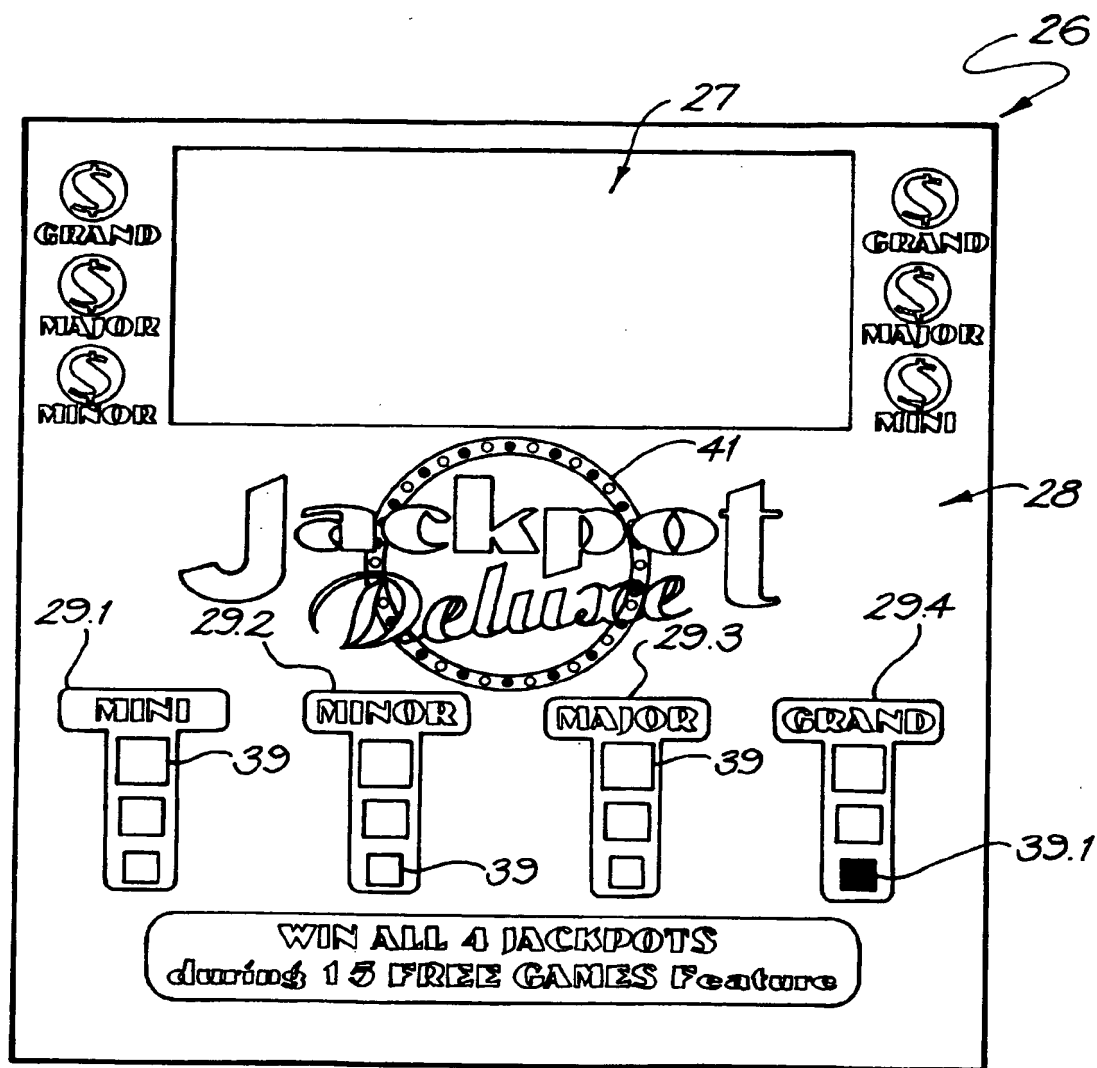 26
27
GRAND
MAJOR
MINOR
GRAND
MAJOR
MINI
41
28
Jackpot
Deluxe
29.1
29.2
29.3
29.4
MINI
MINOR
MAJOR
GRAND
39
39
39
39.1
WIN ALL 4 JACKPOTS
during 15 FREE GAMES Feature